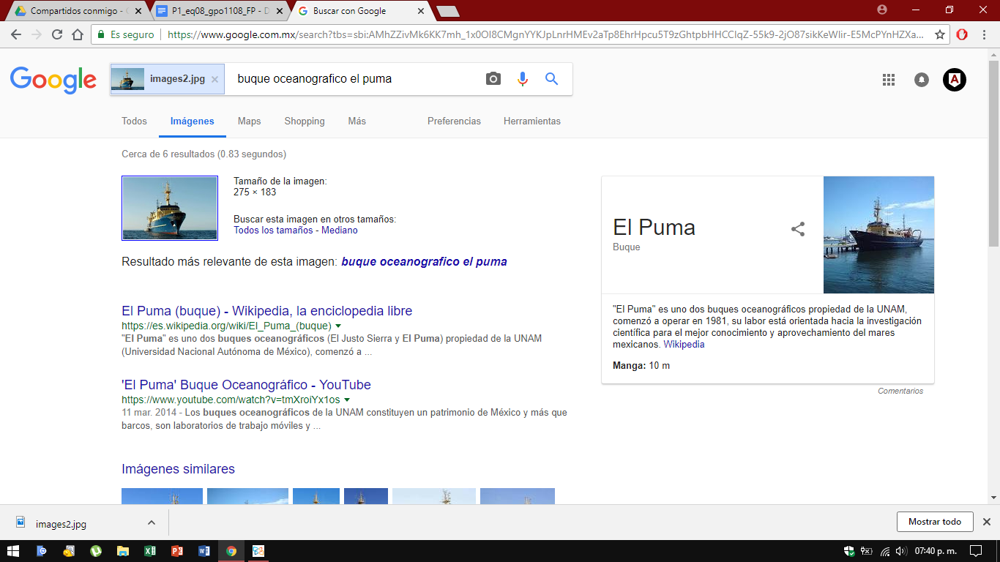 Compartidos conmigo - G
P1_eq08_gpo1108_FP - D
Buscar con Google
Es seguro
https://www.google.com.mx/search?tbs=sbi:AMhZZivMk6KK7mh_1x0OI8CMgnYYKJpLnrHMEv2aTp8EhrHpcu5T9zGhtpbHHCCIqZ-55k9-2jO87sikKeWIir-E5McPYnHZXa...
Google
images2.jpg
buque oceanografico el puma
A
Todos
Imágenes
Maps
Shopping
Más
Preferencias
Herramientas
Cerca de 6 resultados (0.83 segundos)
Tamaño de la imagen:
275 × 183
Buscar esta imagen en otros tamaños:
Todos los tamaños - Mediano
Resultado más relevante de esta imagen: buque oceanografico el puma
El Puma (buque) - Wikipedia, la enciclopedia libre
https://es.wikipedia.org/wiki/El_Puma_(buque)
"El Puma" es uno dos buques oceanográficos (El Justo Sierra y El Puma) propiedad de la UNAM
(Universidad Nacional Autónoma de México), comenzó a ...
'El Puma' Buque Oceanográfico - YouTube
https://www.youtube.com/watch?v=tmXroiYx1os
11 mar. 2014 - Los buques oceanográficos de la UNAM constituyen un patrimonio de México y más que
barcos, son laboratorios de trabajo móviles y ...
Imágenes similares
El Puma
Buque
"El Puma" es uno dos buques oceanográficos propiedad de la UNAM,
comenzó a operar en 1981, su labor está orientada hacia la investigación
científica para el mejor conocimiento y aprovechamiento del mares
mexicanos. Wikipedia
Manga: 10 m
Comentarios
images2.jpg
Mostrar todo
07:40 p. m.